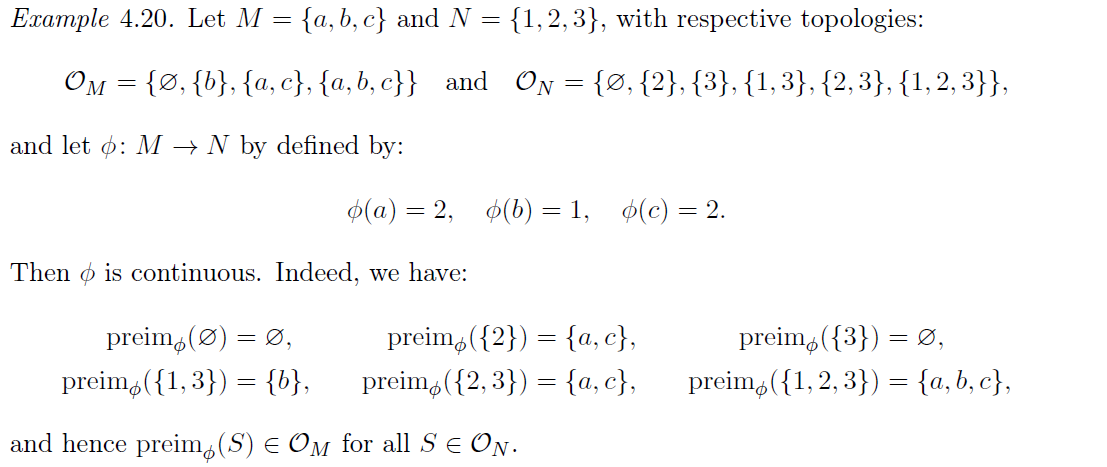 Example 4.20. Let M = {a, b, c} and N = {1, 2, 3}, with respective topologies:
𝒪_M = {∅, {b}, {a, c}, {a, b, c}} and 𝒪_N = {∅, {2}, {3}, {1, 3}, {2, 3}, {1, 2, 3}},
and let ϕ: M → N by defined by:
ϕ(a) = 2, ϕ(b) = 1, ϕ(c) = 2.
Then ϕ is continuous. Indeed, we have:
preim_ϕ(∅) = ∅, preim_ϕ({2}) = {a, c}, preim_ϕ({3}) = ∅,
preim_ϕ({1, 3}) = {b}, preim_ϕ({2, 3}) = {a, c}, preim_ϕ({1, 2, 3}) = {a, b, c},
and hence preim_ϕ(S) ∈ 𝒪_M for all S ∈ 𝒪_N.